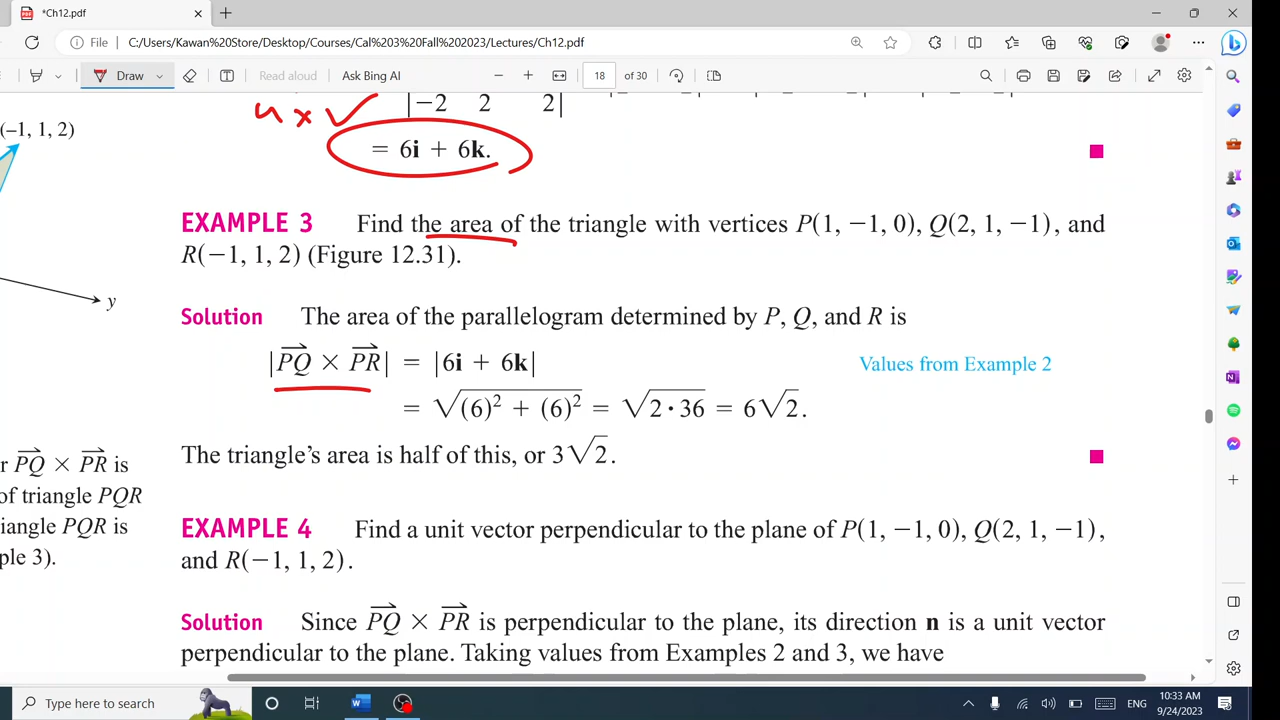 *Ch12.pdf
File C:/Users/Kawan%20Store/Desktop/Courses/Cal%203%20Fall%202023/Lectures/Ch12.pdf
Draw Read aloud Ask Bing AI 18 of 30
u × |−2 2 2|
(−1, 1, 2)
= 6i + 6k.
EXAMPLE 3 Find the area of the triangle with vertices P(1, −1, 0), Q(2, 1, −1), and
R(−1, 1, 2) (Figure 12.31).
y
Solution The area of the parallelogram determined by P, Q, and R is
|PQ × PR| = |6i + 6k| Values from Example 2
= √(6)² + (6)² = √2 · 36 = 6√2.
The triangle's area is half of this, or 3√2.
r PQ × PR is
of triangle PQR
iangle PQR is
ple 3).
EXAMPLE 4 Find a unit vector perpendicular to the plane of P(1, −1, 0), Q(2, 1, −1),
and R(−1, 1, 2).
Solution Since PQ × PR is perpendicular to the plane, its direction n is a unit vector
perpendicular to the plane. Taking values from Examples 2 and 3, we have
Type here to search
ENG
10:33 AM
9/24/2023